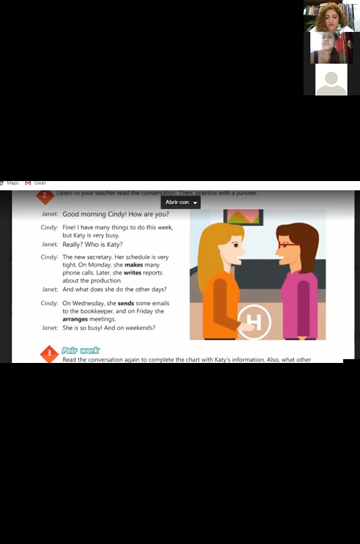 Maps Gmail
2 Listen to your teacher read the conversation. Then, practice with a partner.
Abrir con
Janet: Good morning Cindy! How are you?
Cindy: Fine! I have many things to do this week,
but Katy is very busy.
Janet: Really? Who is Katy?
Cindy: The new secretary. Her schedule is very
tight. On Monday, she makes many
phone calls. Later, she writes reports
about the production.
Janet: And what does she do the other days?
Cindy: On Wednesday, she sends some emails
to the bookkeeper, and on Friday she
arranges meetings.
Janet: She is so busy! And on weekends?
H
3 Pair work
Read the conversation again to complete the chart with Katy's information. Also, what other